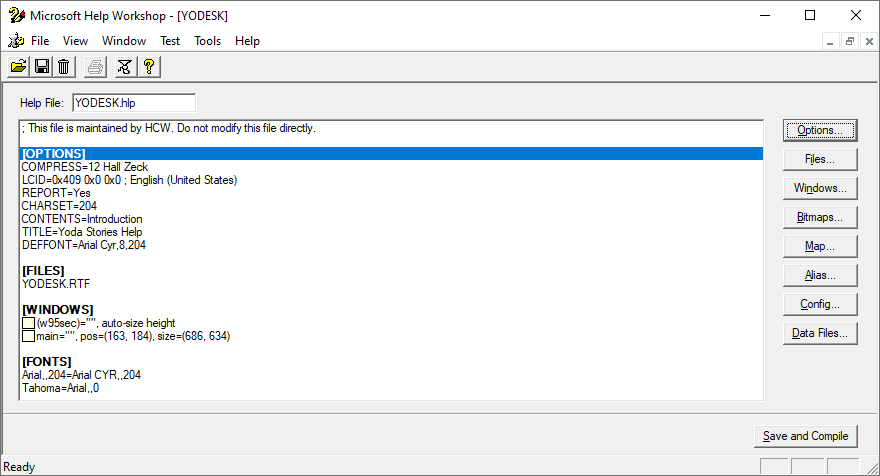 Microsoft Help Workshop - [YODESK]
File View Window Test Tools Help
Help File: YODESK.hlp
; This file is maintained by HCW. Do not modify this file directly.
[OPTIONS]
COMPRESS=12 Hall Zeck
LCID=0x409 0x0 0x0 ; English (United States)
REPORT=Yes
CHARSET=204
CONTENTS=Introduction
TITLE=Yoda Stories Help
DEFFONT=Arial Cyr,8,204
[FILES]
YODESK.RTF
[WINDOWS]
(w95sec)="", auto-size height
main="", pos=(163, 184), size=(686, 634)
[FONTS]
Arial,,204=Arial CYR,,204
Tahoma=Arial,,0
Options...
Files...
Windows...
Bitmaps...
Map...
Alias...
Config...
Data Files...
Save and Compile
Ready